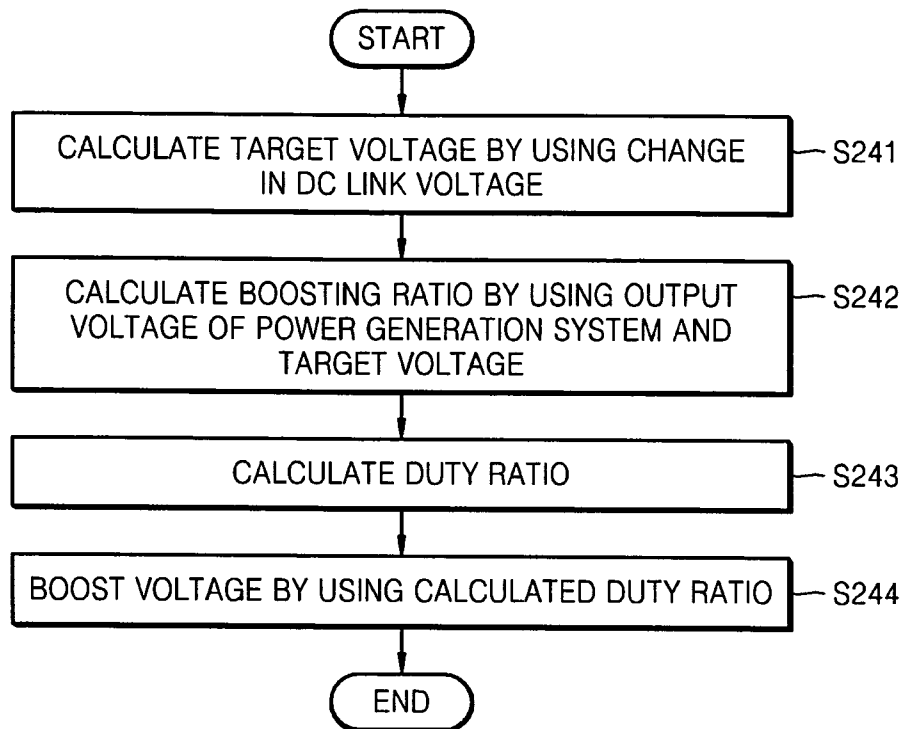 START
CALCULATE TARGET VOLTAGE BY USING CHANGE
IN DC LINK VOLTAGE
S241
CALCULATE BOOSTING RATIO BY USING OUTPUT
VOLTAGE OF POWER GENERATION SYSTEM AND
TARGET VOLTAGE
S242
CALCULATE DUTY RATIO
S243
BOOST VOLTAGE BY USING CALCULATED DUTY RATIO
S244
END